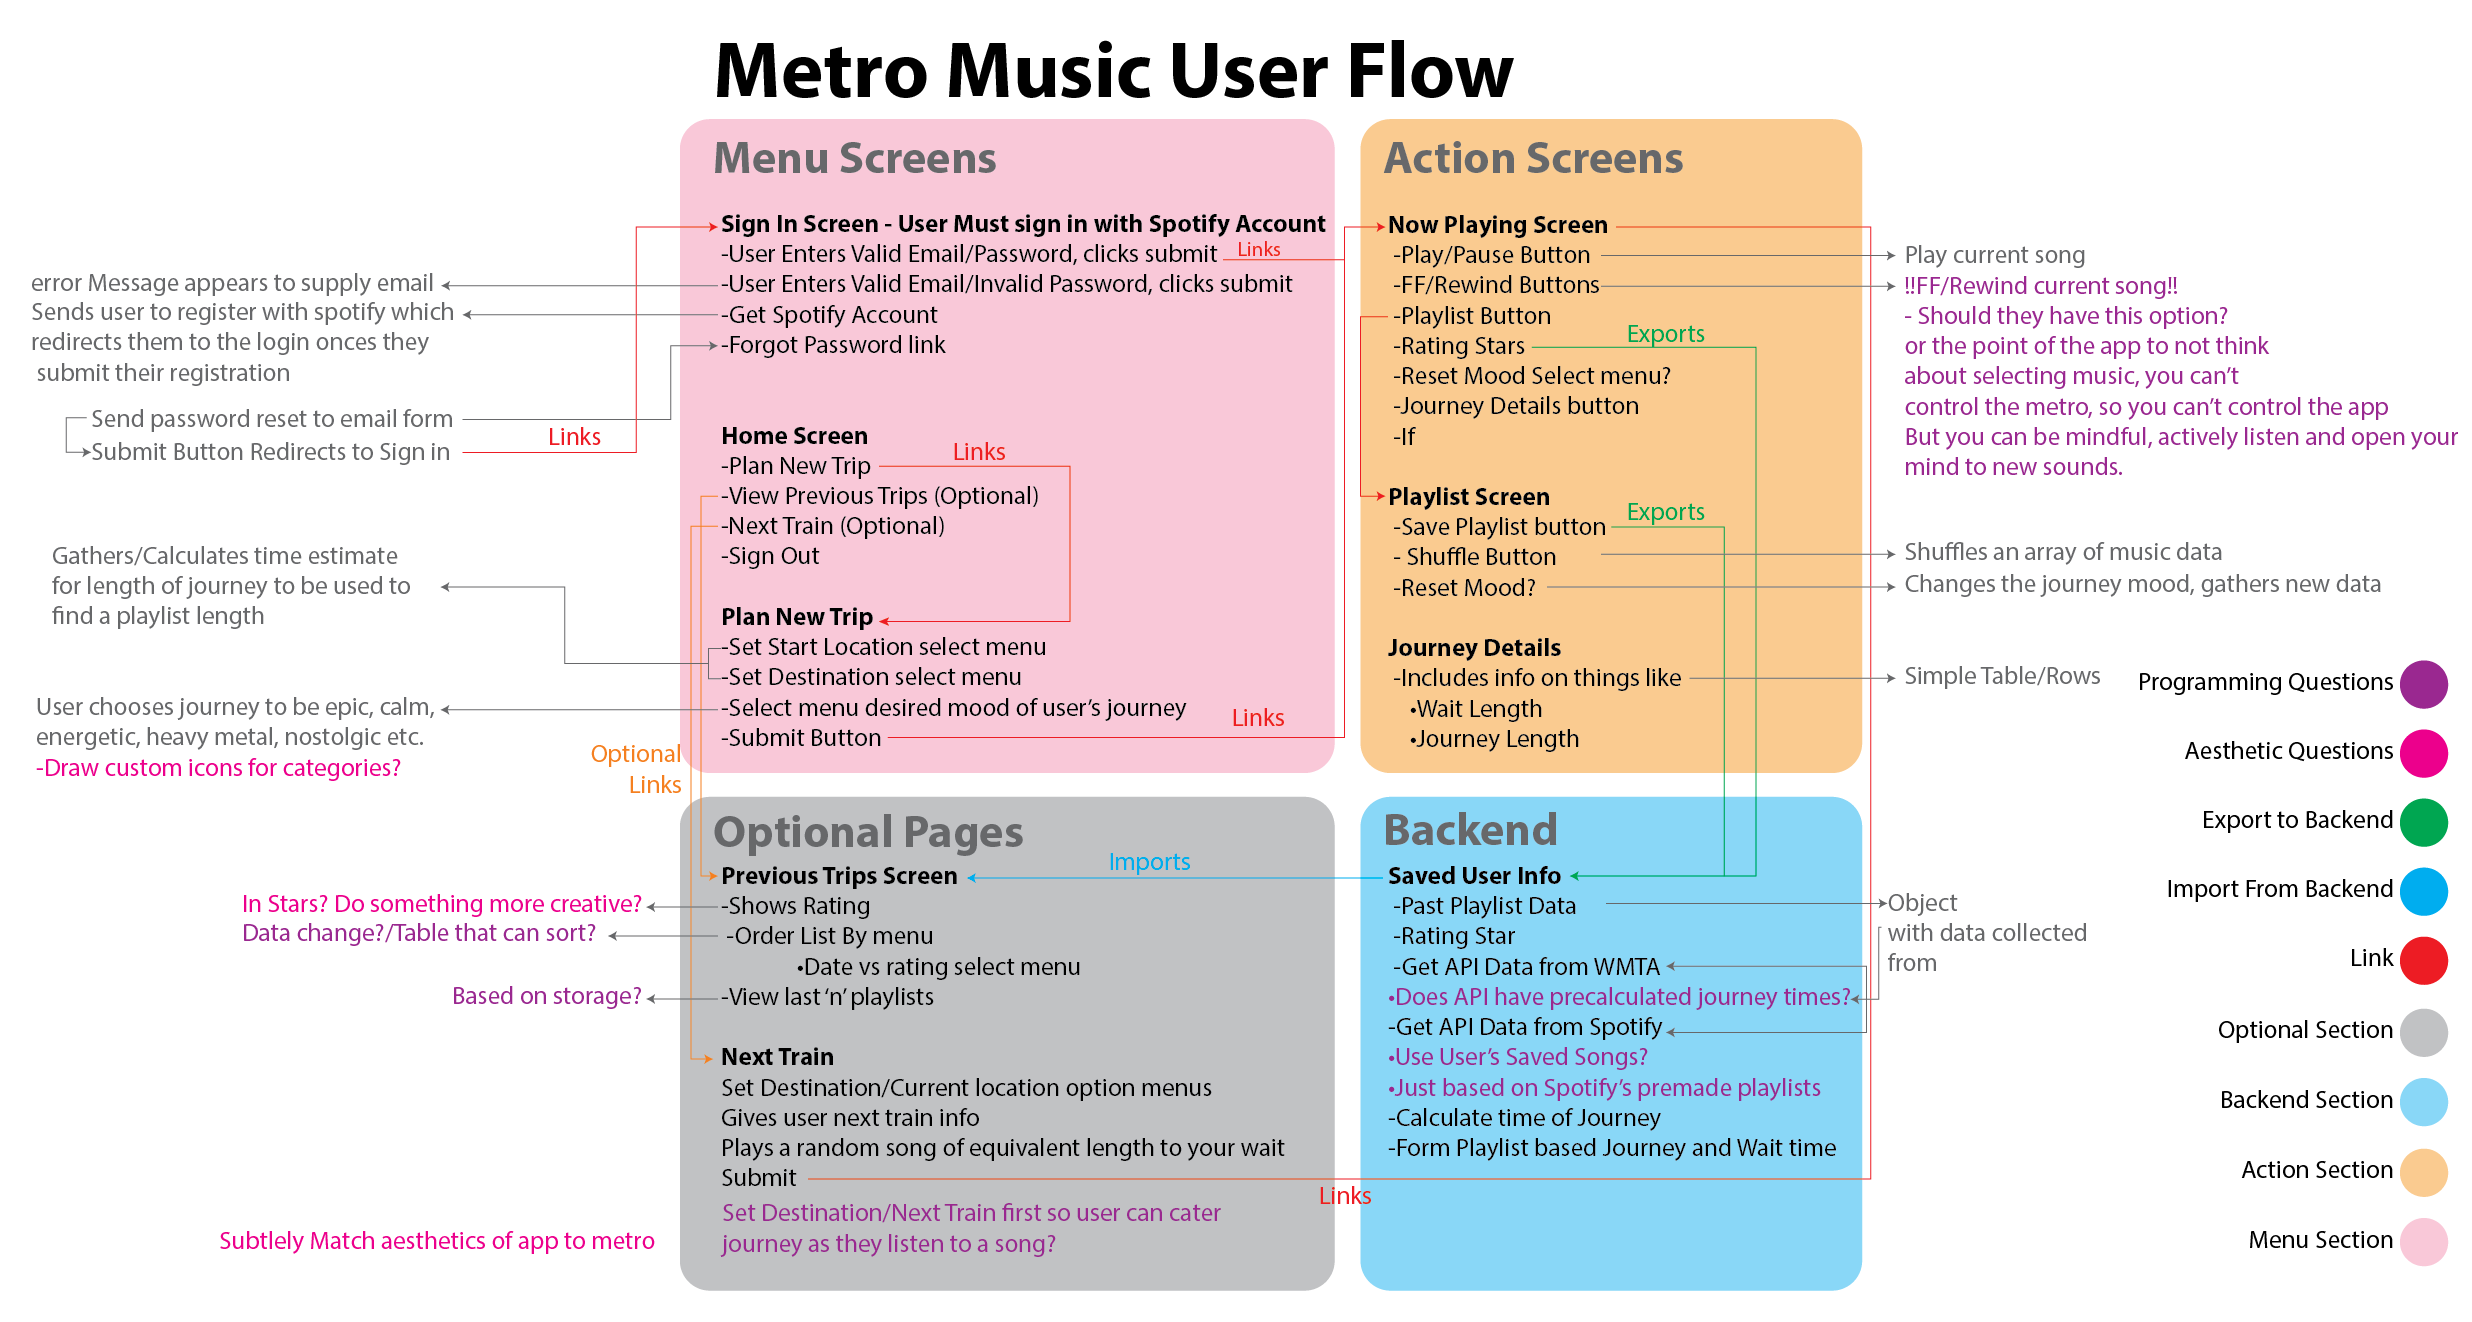 Metro Music User Flow
Menu Screens
Sign In Screen - User Must sign in with Spotify Account
-User Enters Valid Email/Password, clicks submit
Links
-User Enters Valid Email/Invalid Password, clicks submit
-Get Spotify Account
-Forgot Password link
error Message appears to supply email
Sends user to register with spotify which
redirects them to the login onces they
submit their registration
Send password reset to email form
Submit Button Redirects to Sign in
Links
Home Screen
-Plan New Trip
Links
-View Previous Trips (Optional)
-Next Train (Optional)
-Sign Out
Gathers/Calculates time estimate
for length of journey to be used to
find a playlist length
Plan New Trip
-Set Start Location select menu
-Set Destination select menu
-Select menu desired mood of user's journey
-Submit Button
Links
User chooses journey to be epic, calm,
energetic, heavy metal, nostolgic etc.
-Draw custom icons for categories?
Optional
Links
Action Screens
Now Playing Screen
-Play/Pause Button
-FF/Rewind Buttons
-Playlist Button
-Rating Stars
Exports
-Reset Mood Select menu?
-Journey Details button
-If
Play current song
!!FF/Rewind current song!!
- Should they have this option?
or the point of the app to not think
about selecting music, you can't
control the metro, so you can't control the app
But you can be mindful, actively listen and open your
mind to new sounds.
Playlist Screen
-Save Playlist button
Exports
- Shuffle Button
-Reset Mood?
Shuffles an array of music data
Changes the journey mood, gathers new data
Journey Details
-Includes info on things like
•Wait Length
•Journey Length
Simple Table/Rows
Optional Pages
Previous Trips Screen
Imports
-Shows Rating
-Order List By menu
•Date vs rating select menu
-View last 'n' playlists
In Stars? Do something more creative?
Data change?/Table that can sort?
Based on storage?
Next Train
Set Destination/Current location option menus
Gives user next train info
Plays a random song of equivalent length to your wait
Submit
Links
Set Destination/Next Train first so user can cater
journey as they listen to a song?
Subtlely Match aesthetics of app to metro
Backend
Saved User Info
-Past Playlist Data
-Rating Star
-Get API Data from WMTA
•Does API have precalculated journey times?
-Get API Data from Spotify
•Use User's Saved Songs?
•Just based on Spotify's premade playlists
-Calculate time of Journey
-Form Playlist based Journey and Wait time
Object
with data collected
from
Programming Questions
Aesthetic Questions
Export to Backend
Import From Backend
Link
Optional Section
Backend Section
Action Section
Menu Section